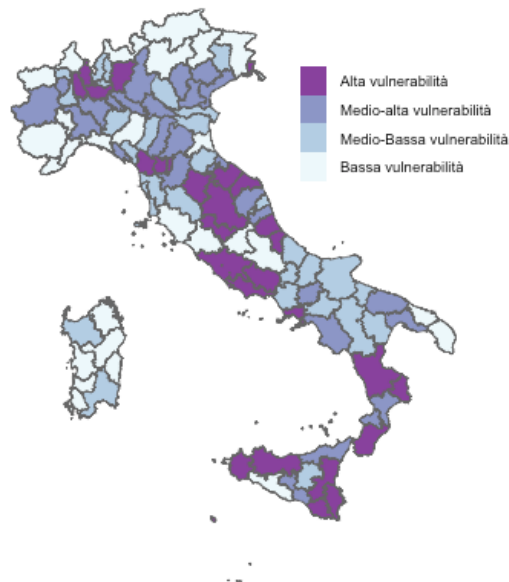 Alta vulnerabilità
Medio-alta vulnerabilità
Medio-Bassa vulnerabilità
Bassa vulnerabilità